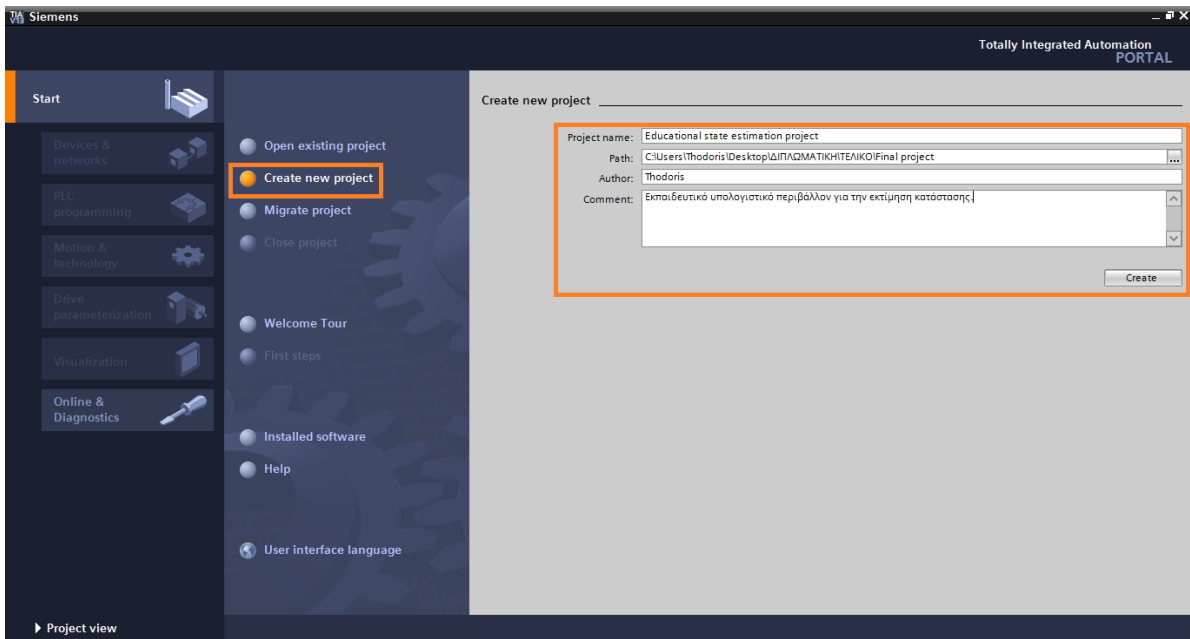 TIA
V13
Siemens
Totally Integrated Automation
PORTAL
Start
Devices &
networks
PLC
programming
Motion &
technology
Drive
parameterization
Visualization
Online &
Diagnostics
Open existing project
Create new project
Migrate project
Close project
Welcome Tour
First steps
Installed software
Help
User interface language
Create new project
Project name: Educational state estimation project
Path: C:\Users\Thodoris\Desktop\ΔΙΠΛΩΜΑΤΙΚΗ\ΤΕΛΙΚΟ\Final project
...
Author: Thodoris
Comment: Εκπαιδευτικό υπολογιστικό περιβάλλον για την εκτίμηση κατάστασης.
Create
Project view